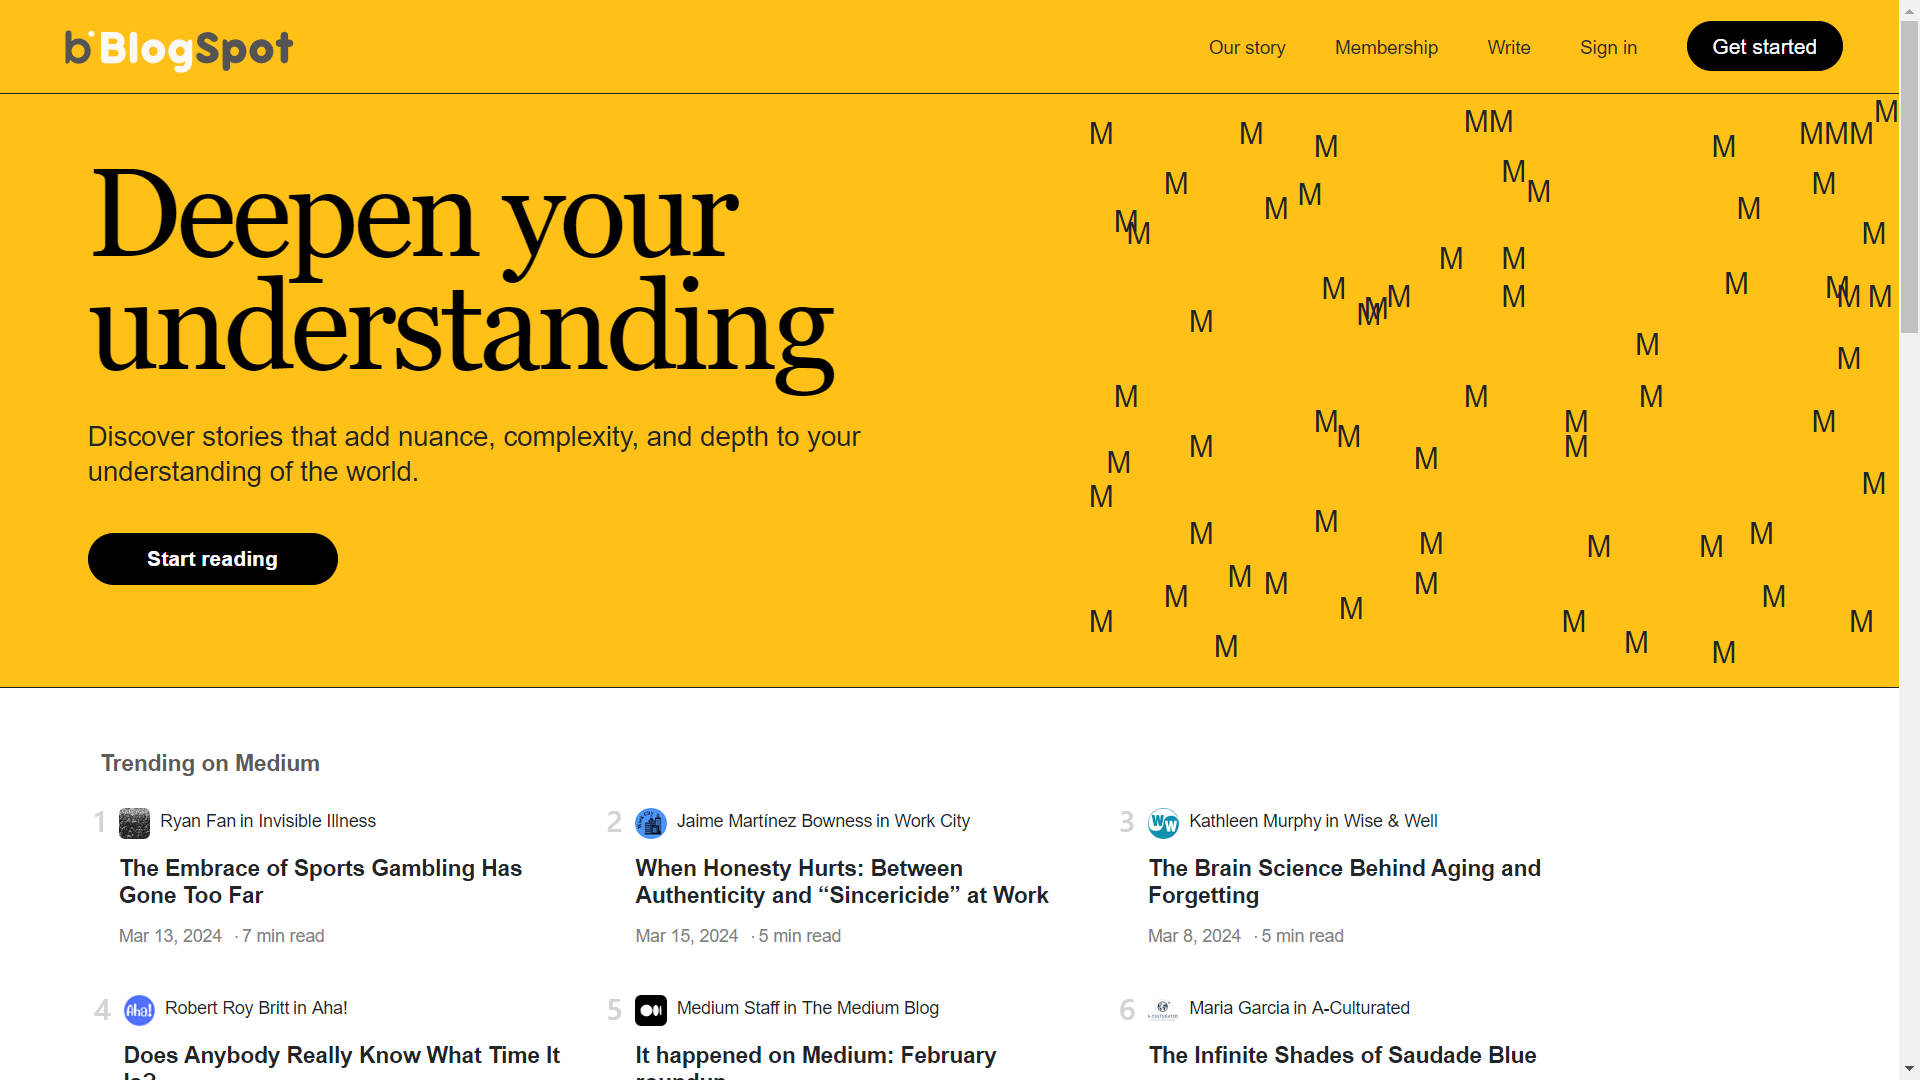 b BlogSpot
Our story
Membership
Write
Sign in
Get started
Deepen your
understanding
Discover stories that add nuance, complexity, and depth to your
understanding of the world.
Start reading
Trending on Medium
1
Ryan Fan in Invisible Illness
The Embrace of Sports Gambling Has
Gone Too Far
Mar 13, 2024 · 7 min read
2
Jaime Martínez Bowness in Work City
When Honesty Hurts: Between
Authenticity and “Sincericide” at Work
Mar 15, 2024 · 5 min read
3
WW
Kathleen Murphy in Wise & Well
The Brain Science Behind Aging and
Forgetting
Mar 8, 2024 · 5 min read
4
Aha!
Robert Roy Britt in Aha!
Does Anybody Really Know What Time It
5
Medium Staff in The Medium Blog
It happened on Medium: February
roundup
6
Maria Garcia in A-Culturated
The Infinite Shades of Saudade Blue